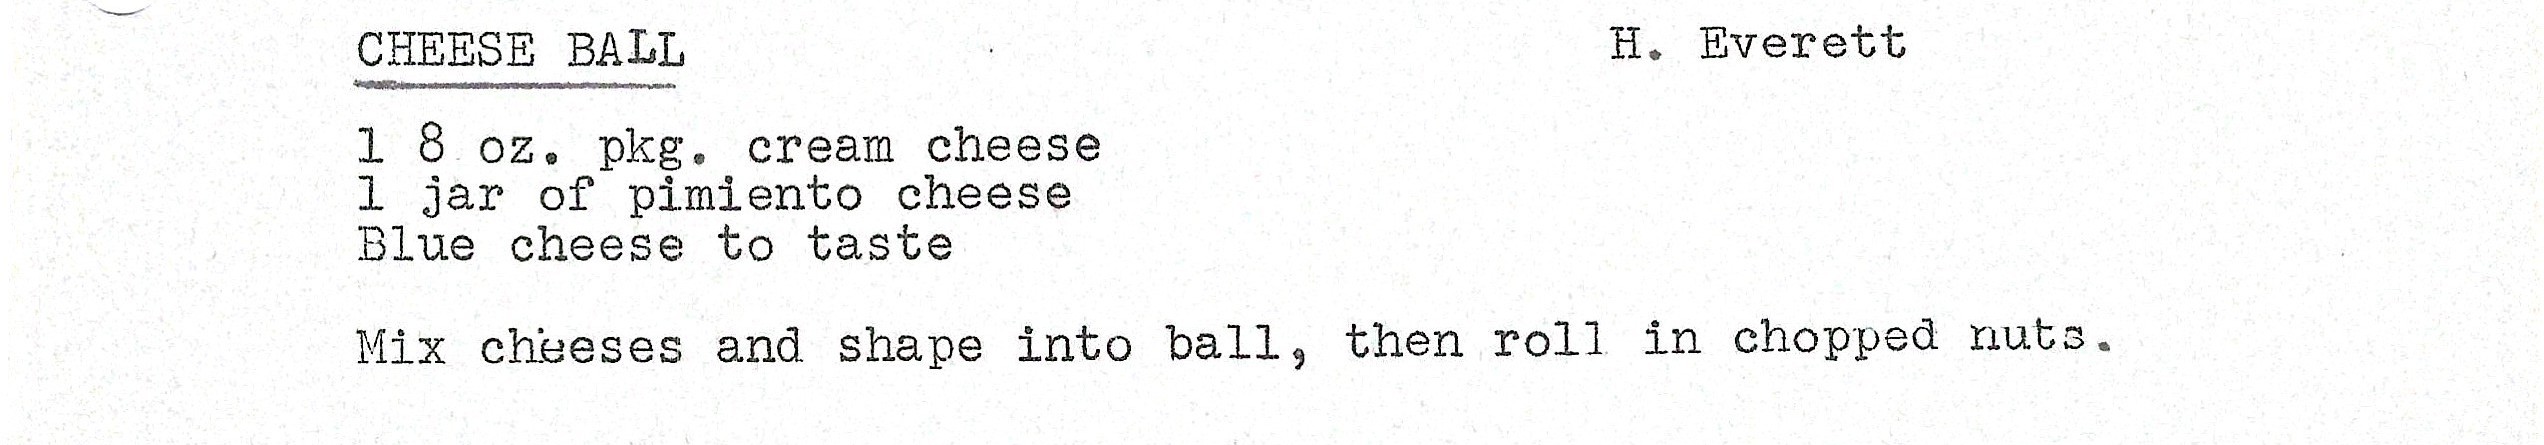 CHEESE BALL H. Everett
1 8 oz. pkg. cream cheese
1 jar of pimiento cheese
Blue cheese to taste
Mix cheeses and shape into ball, then roll in chopped nuts.